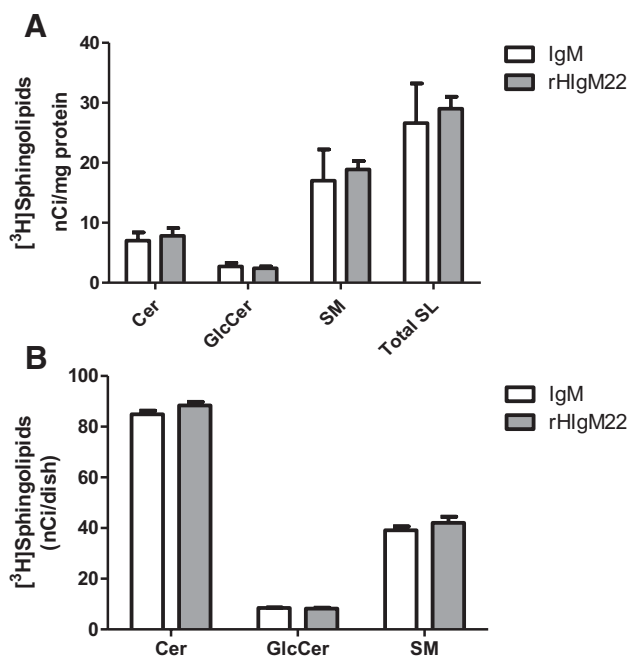 A
[³H]Sphingolipids
nCi/mg protein
40
30
20
10
0
Cer
GlcCer
SM
Total SL
IgM
rHIgM22
B
[³H]Sphingolipids
(nCi/dish)
100
80
60
40
20
0
Cer
GlcCer
SM
IgM
rHIgM22